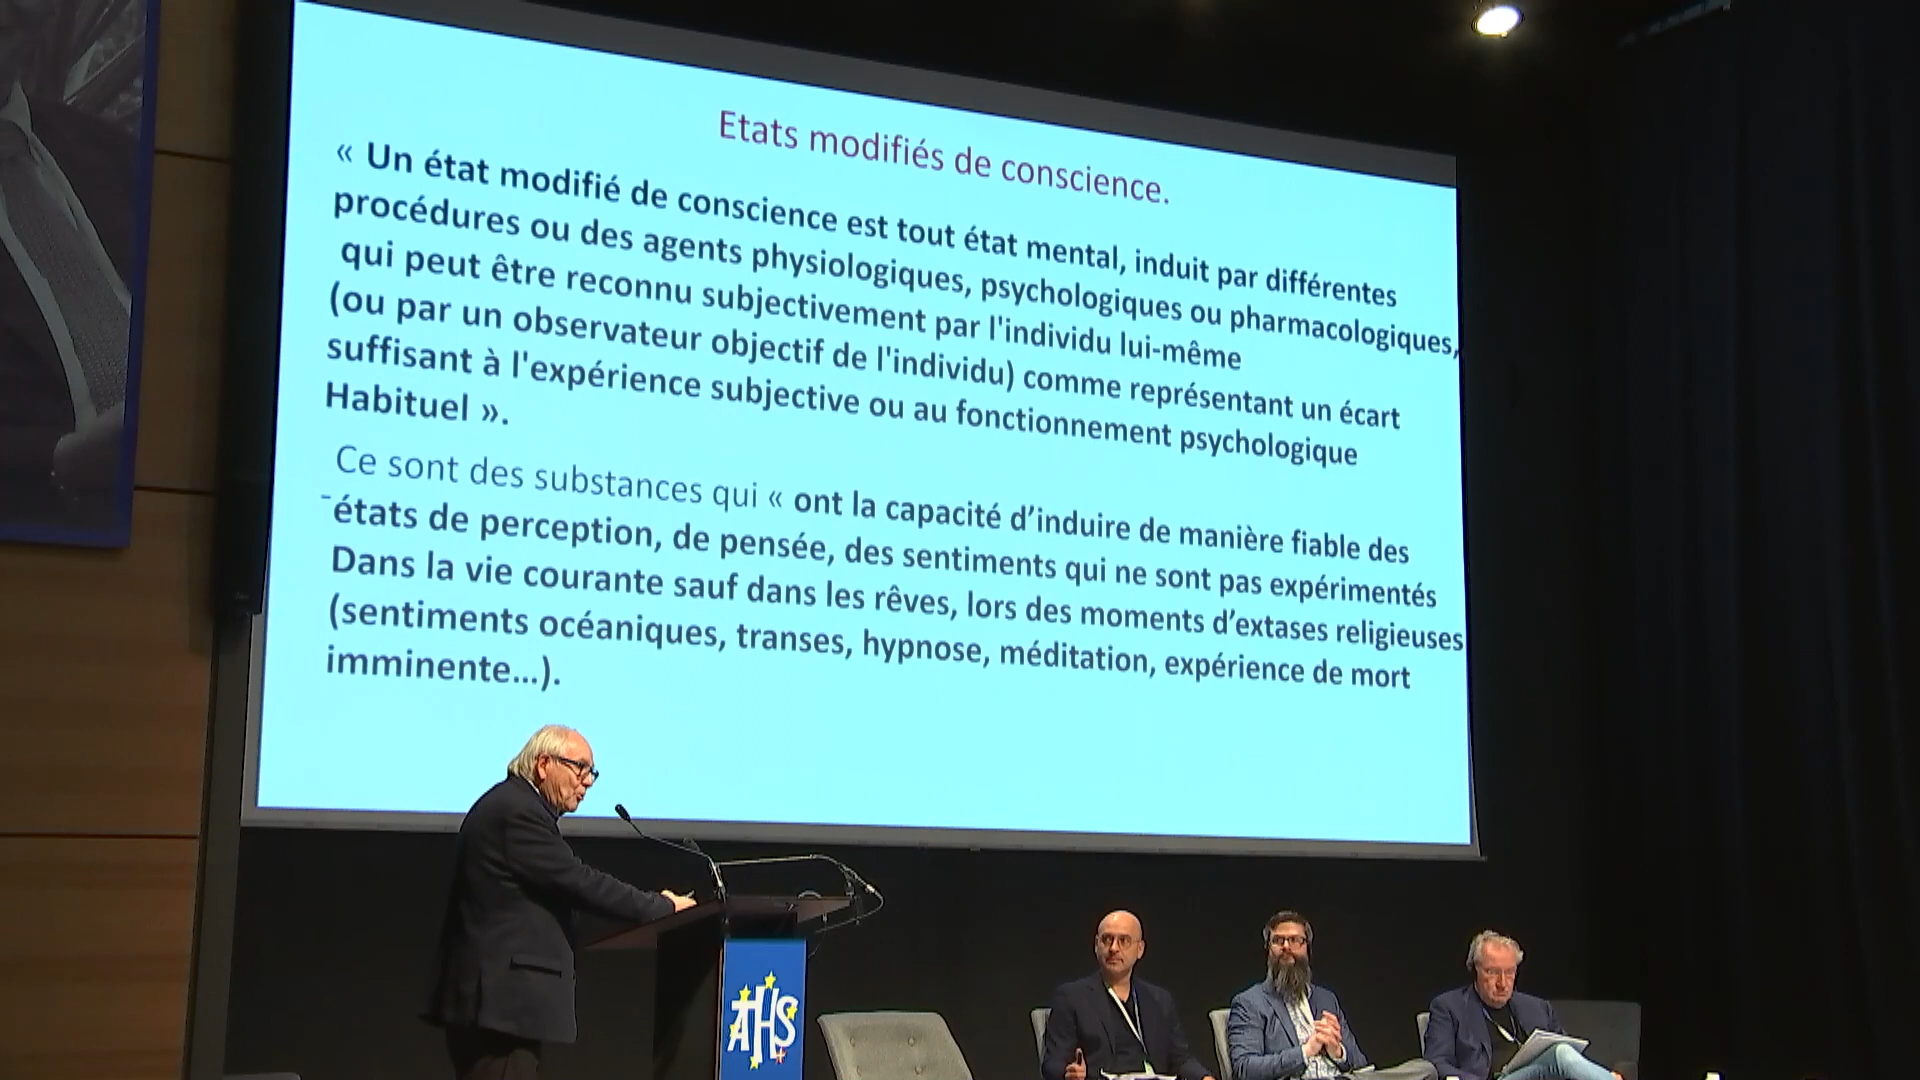 Etats modifiés de conscience.
« Un état modifié de conscience est tout état mental, induit par différentes
procédures ou des agents physiologiques, psychologiques ou pharmacologiques,
qui peut être reconnu subjectivement par l'individu lui-même
(ou par un observateur objectif de l'individu) comme représentant un écart
suffisant à l'expérience subjective ou au fonctionnement psychologique
Habituel ».
Ce sont des substances qui « ont la capacité d’induire de manière fiable des
états de perception, de pensée, des sentiments qui ne sont pas expérimentés
Dans la vie courante sauf dans les rêves, lors des moments d’extases religieuses
(sentiments océaniques, transes, hypnose, méditation, expérience de mort
imminente...).
ATHS